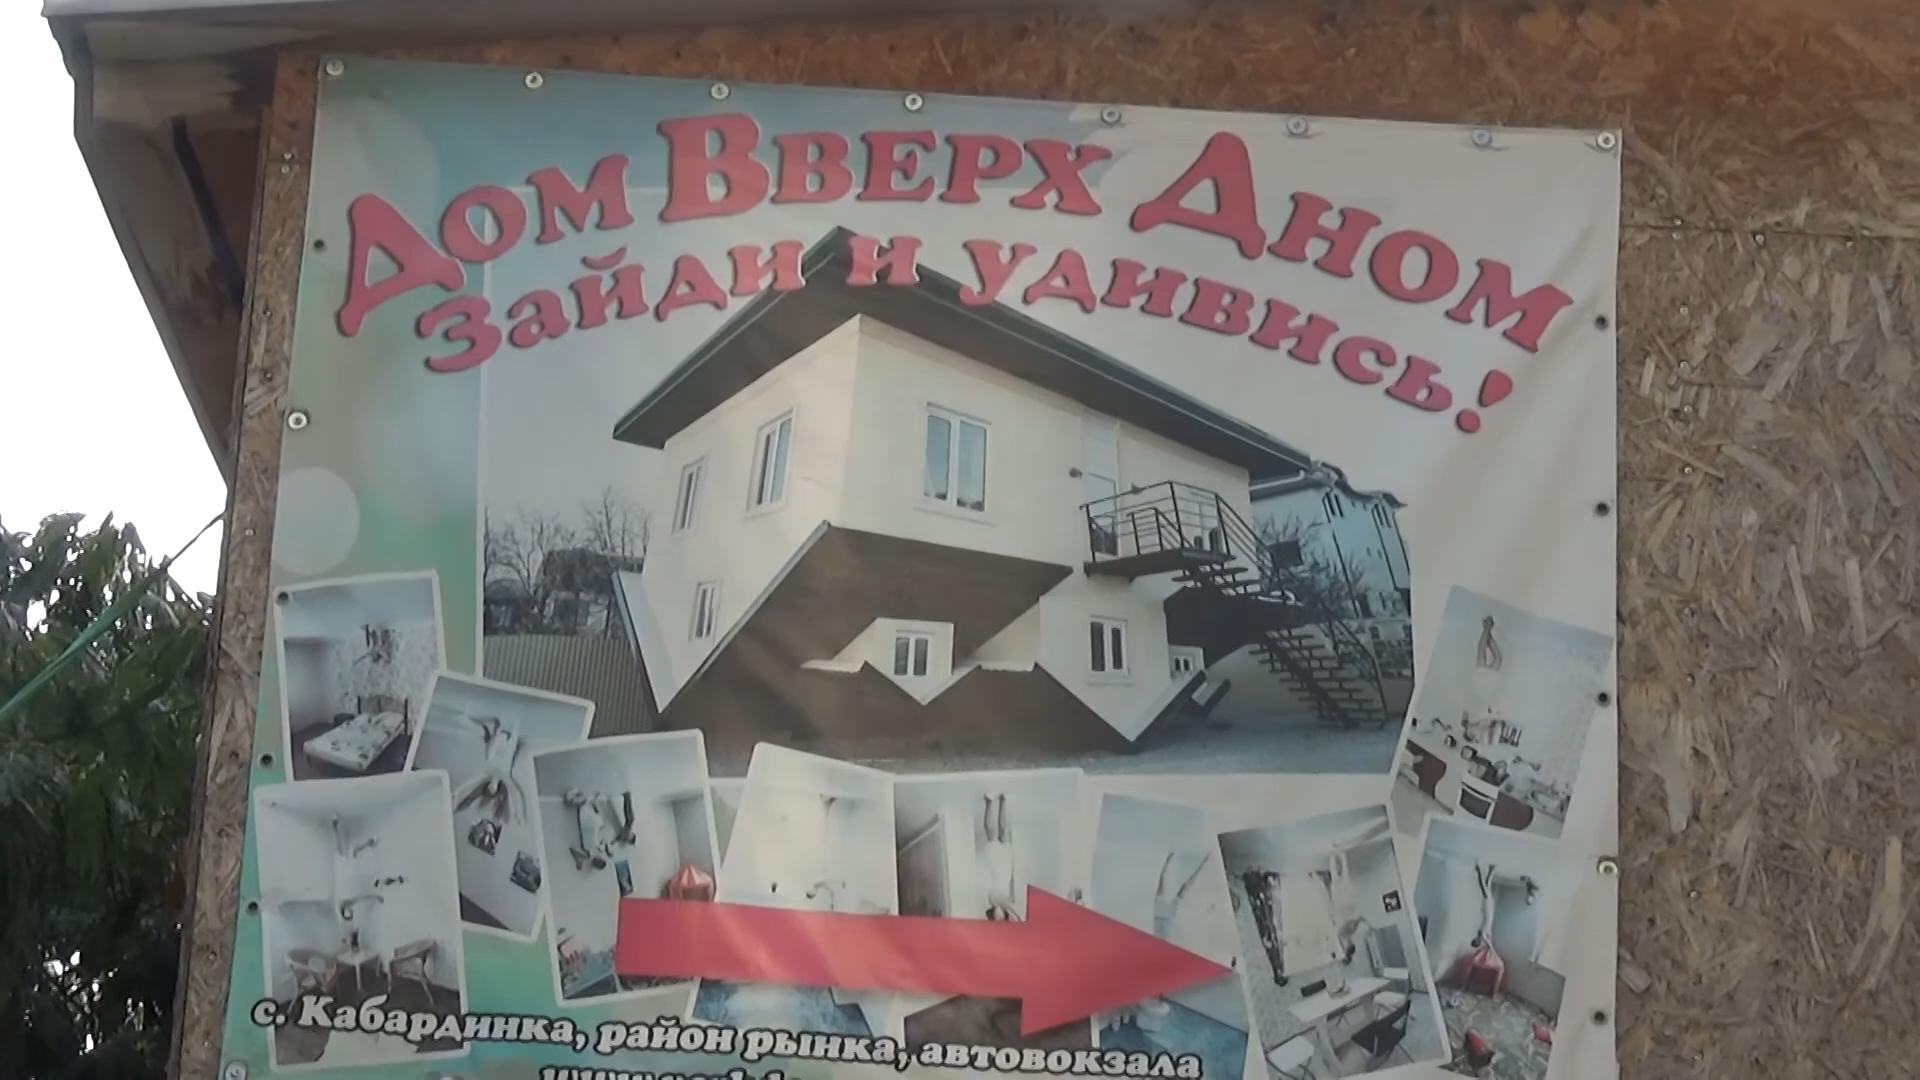 Дом Вверх Дном
Зайди и удивись!
с. Кабардинка, район рынка, автовокзала